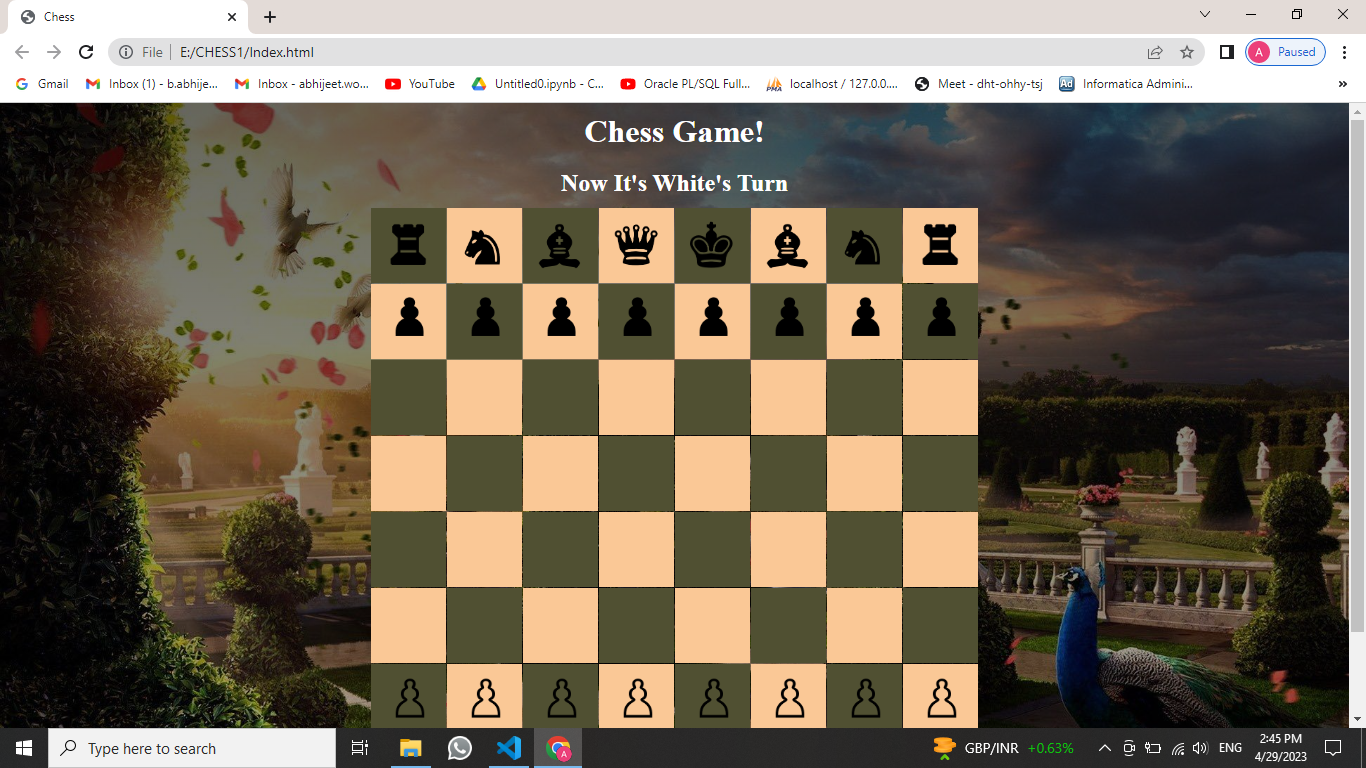 Chess
File E:/CHESS1/Index.html
A Paused
Gmail Inbox (1) - b.abhije... Inbox - abhijeet.wo... YouTube Untitled0.ipynb - C... Oracle PL/SQL Full... PMA localhost / 127.0.0.... Meet - dht-ohhy-tsj Ad Informatica Admini... »
Chess Game!
Now It's White's Turn
Type here to search
A
GBP/INR +0.63% ENG 2:45 PM
4/29/2023